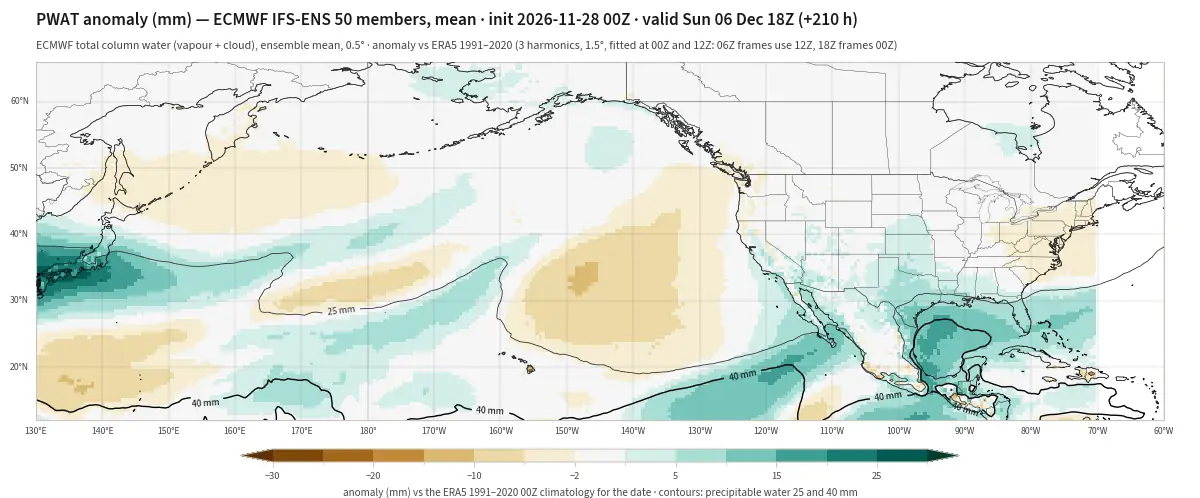 PWAT anomaly (mm) — ECMWF IFS-ENS 50 members, mean · init 2026-11-28 00Z · valid Sun 06 Dec 18Z (+210 h)
ECMWF total column water (vapour + cloud), ensemble mean, 0.5° · anomaly vs ERA5 1991–2020 (3 harmonics, 1.5°, fitted at 00Z and 12Z: 06Z frames use 12Z, 18Z frames 00Z)
60°N
50°N
40°N
30°N
25 mm
20°N
40 mm
40 mm
40 mm
40 mm
40 mm
130°E 140°E 150°E 160°E 170°E 180° 170°W 160°W 150°W 140°W 130°W 120°W 110°W 100°W 90°W 80°W 70°W 60°W
−30 −20 −10 −2 5 15 25
anomaly (mm) vs the ERA5 1991–2020 00Z climatology for the date · contours: precipitable water 25 and 40 mm